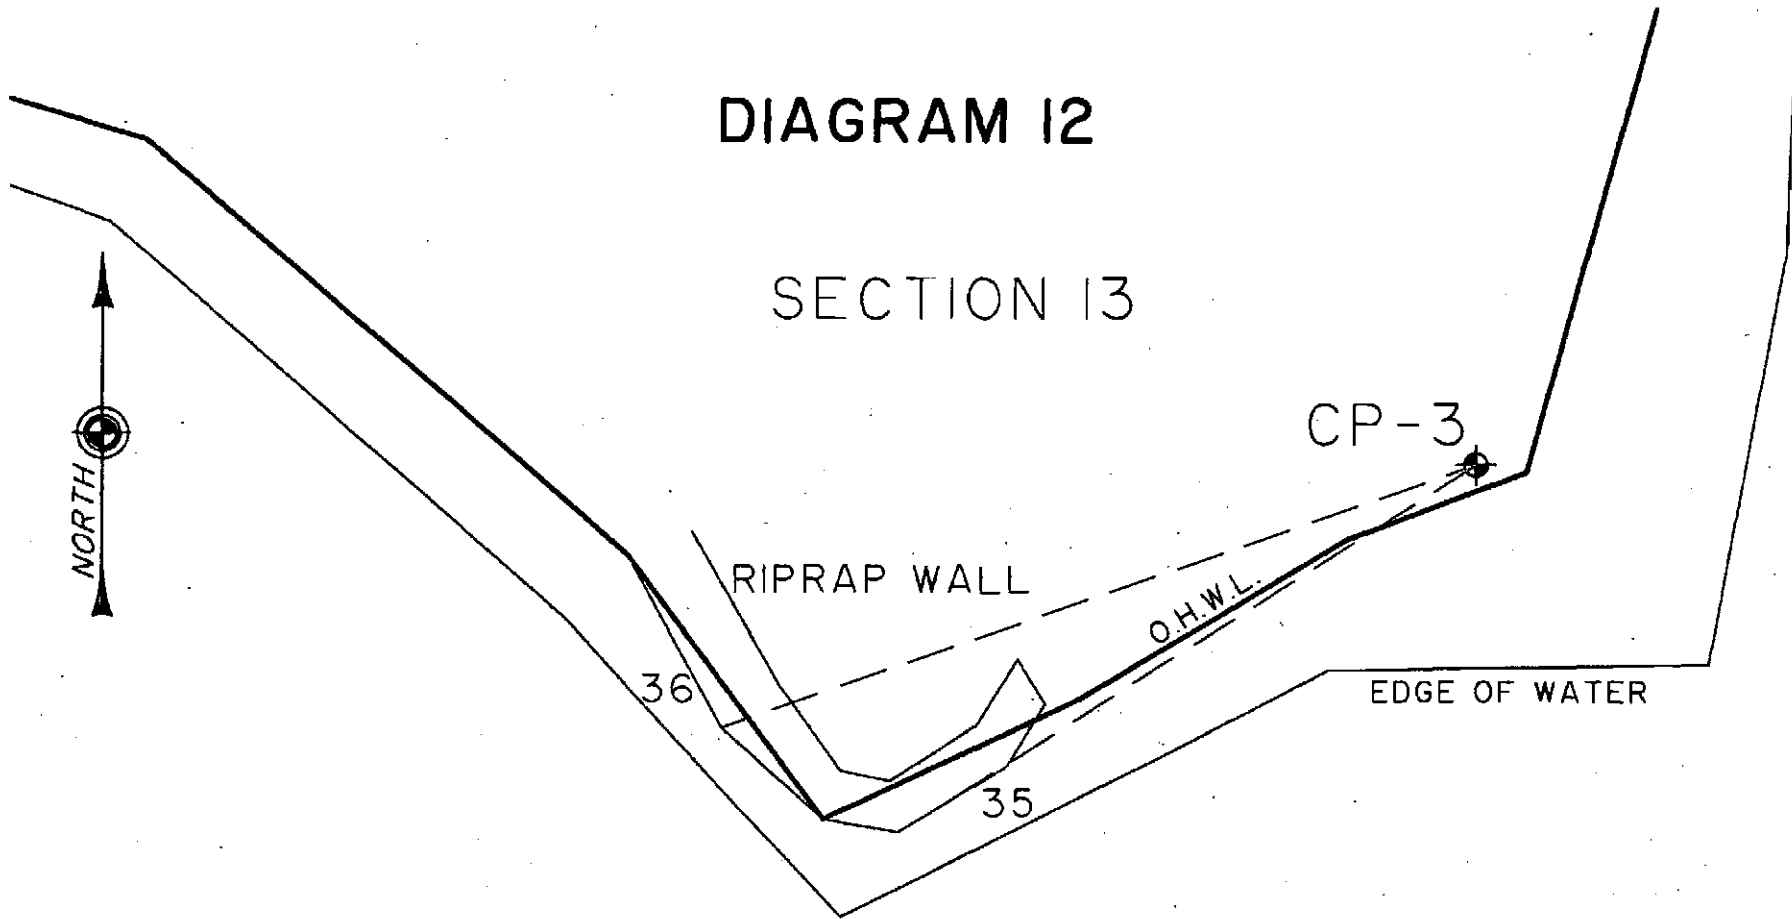 DIAGRAM 12
SECTION 13
CP-3
NORTH
RIPRAP WALL
O.H.W.L.
36
EDGE OF WATER
35